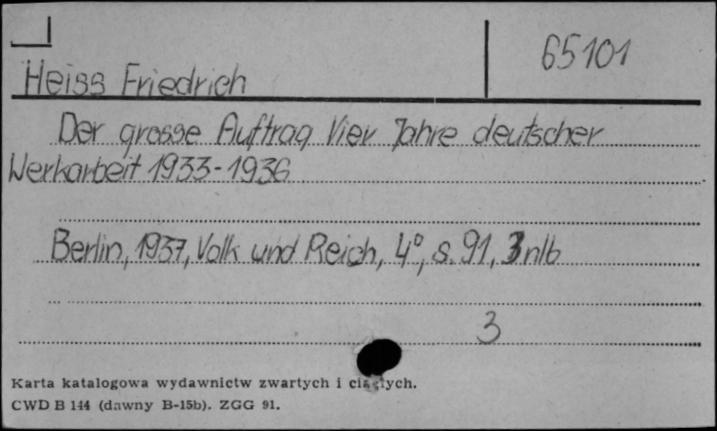 Heiss Friedrich
65101
Der grosse Auftrag Vier Jahre deutscher
Werkarbeit 1933-1936
Berlin, 1937, Volk und Reich, 4°, s. 91, 3 nlb
3
Karta katalogowa wydawnictw zwartych i ciągłych.
CWD B 144 (dawny B-15b). ZGG 91.